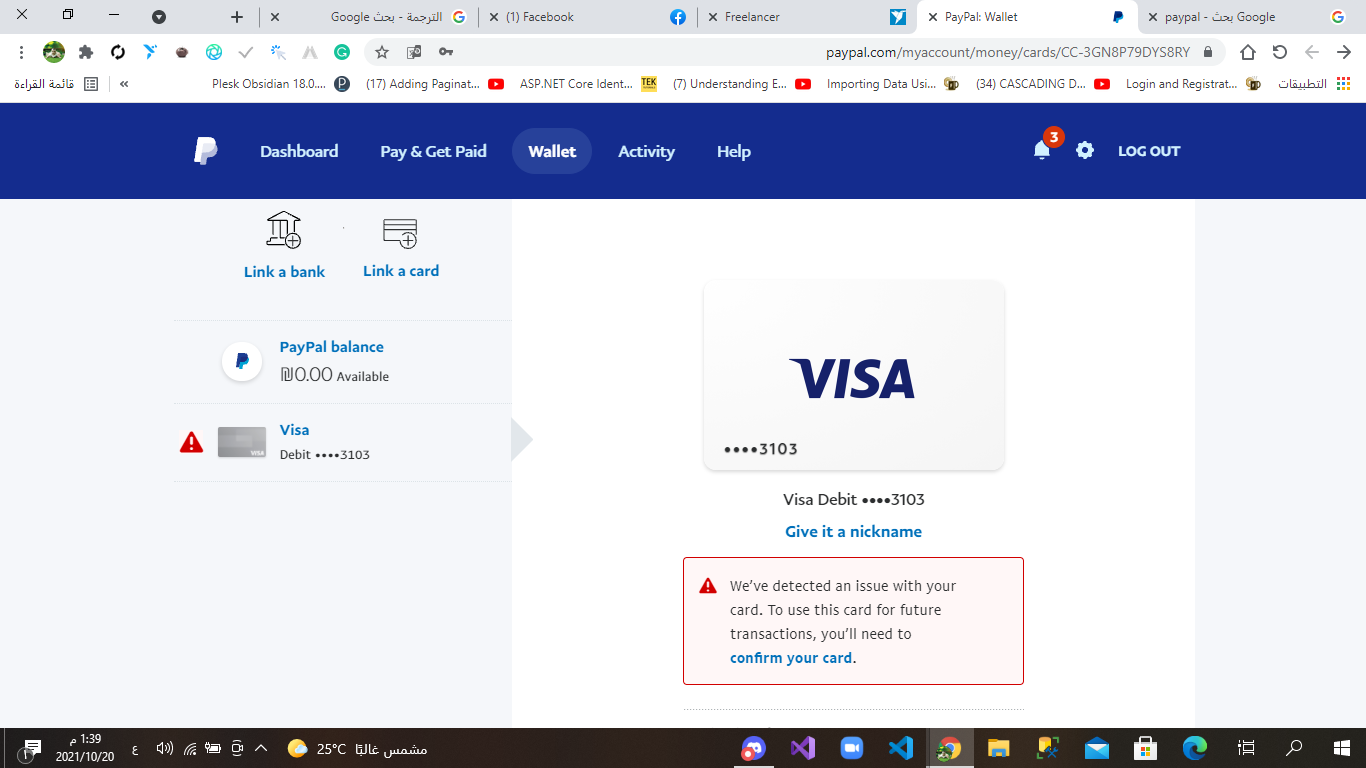 الترجمة - بحث Google
(1) Facebook
Freelancer
PayPal: Wallet
paypal - بحث Google
paypal.com/myaccount/money/cards/CC-3GN8P79DYS8RY
قائمة القراءة
«
Plesk Obsidian 18.0....
(17) Adding Paginat...
ASP.NET Core Ident...
TEK
(7) Understanding E...
Importing Data Usi...
(34) CASCADING D...
Login and Registrat...
التطبيقات
Dashboard
Pay & Get Paid
Wallet
Activity
Help
3
LOG OUT
Link a bank
Link a card
PayPal balance
₪0.00 Available
Visa
Debit ••••3103
VISA
VISA
••••3103
Visa Debit ••••3103
Give it a nickname
We’ve detected an issue with your
card. To use this card for future
transactions, you’ll need to
confirm your card.
1:39 م
2021/10/20
ع
25°C مشمس غالبًا